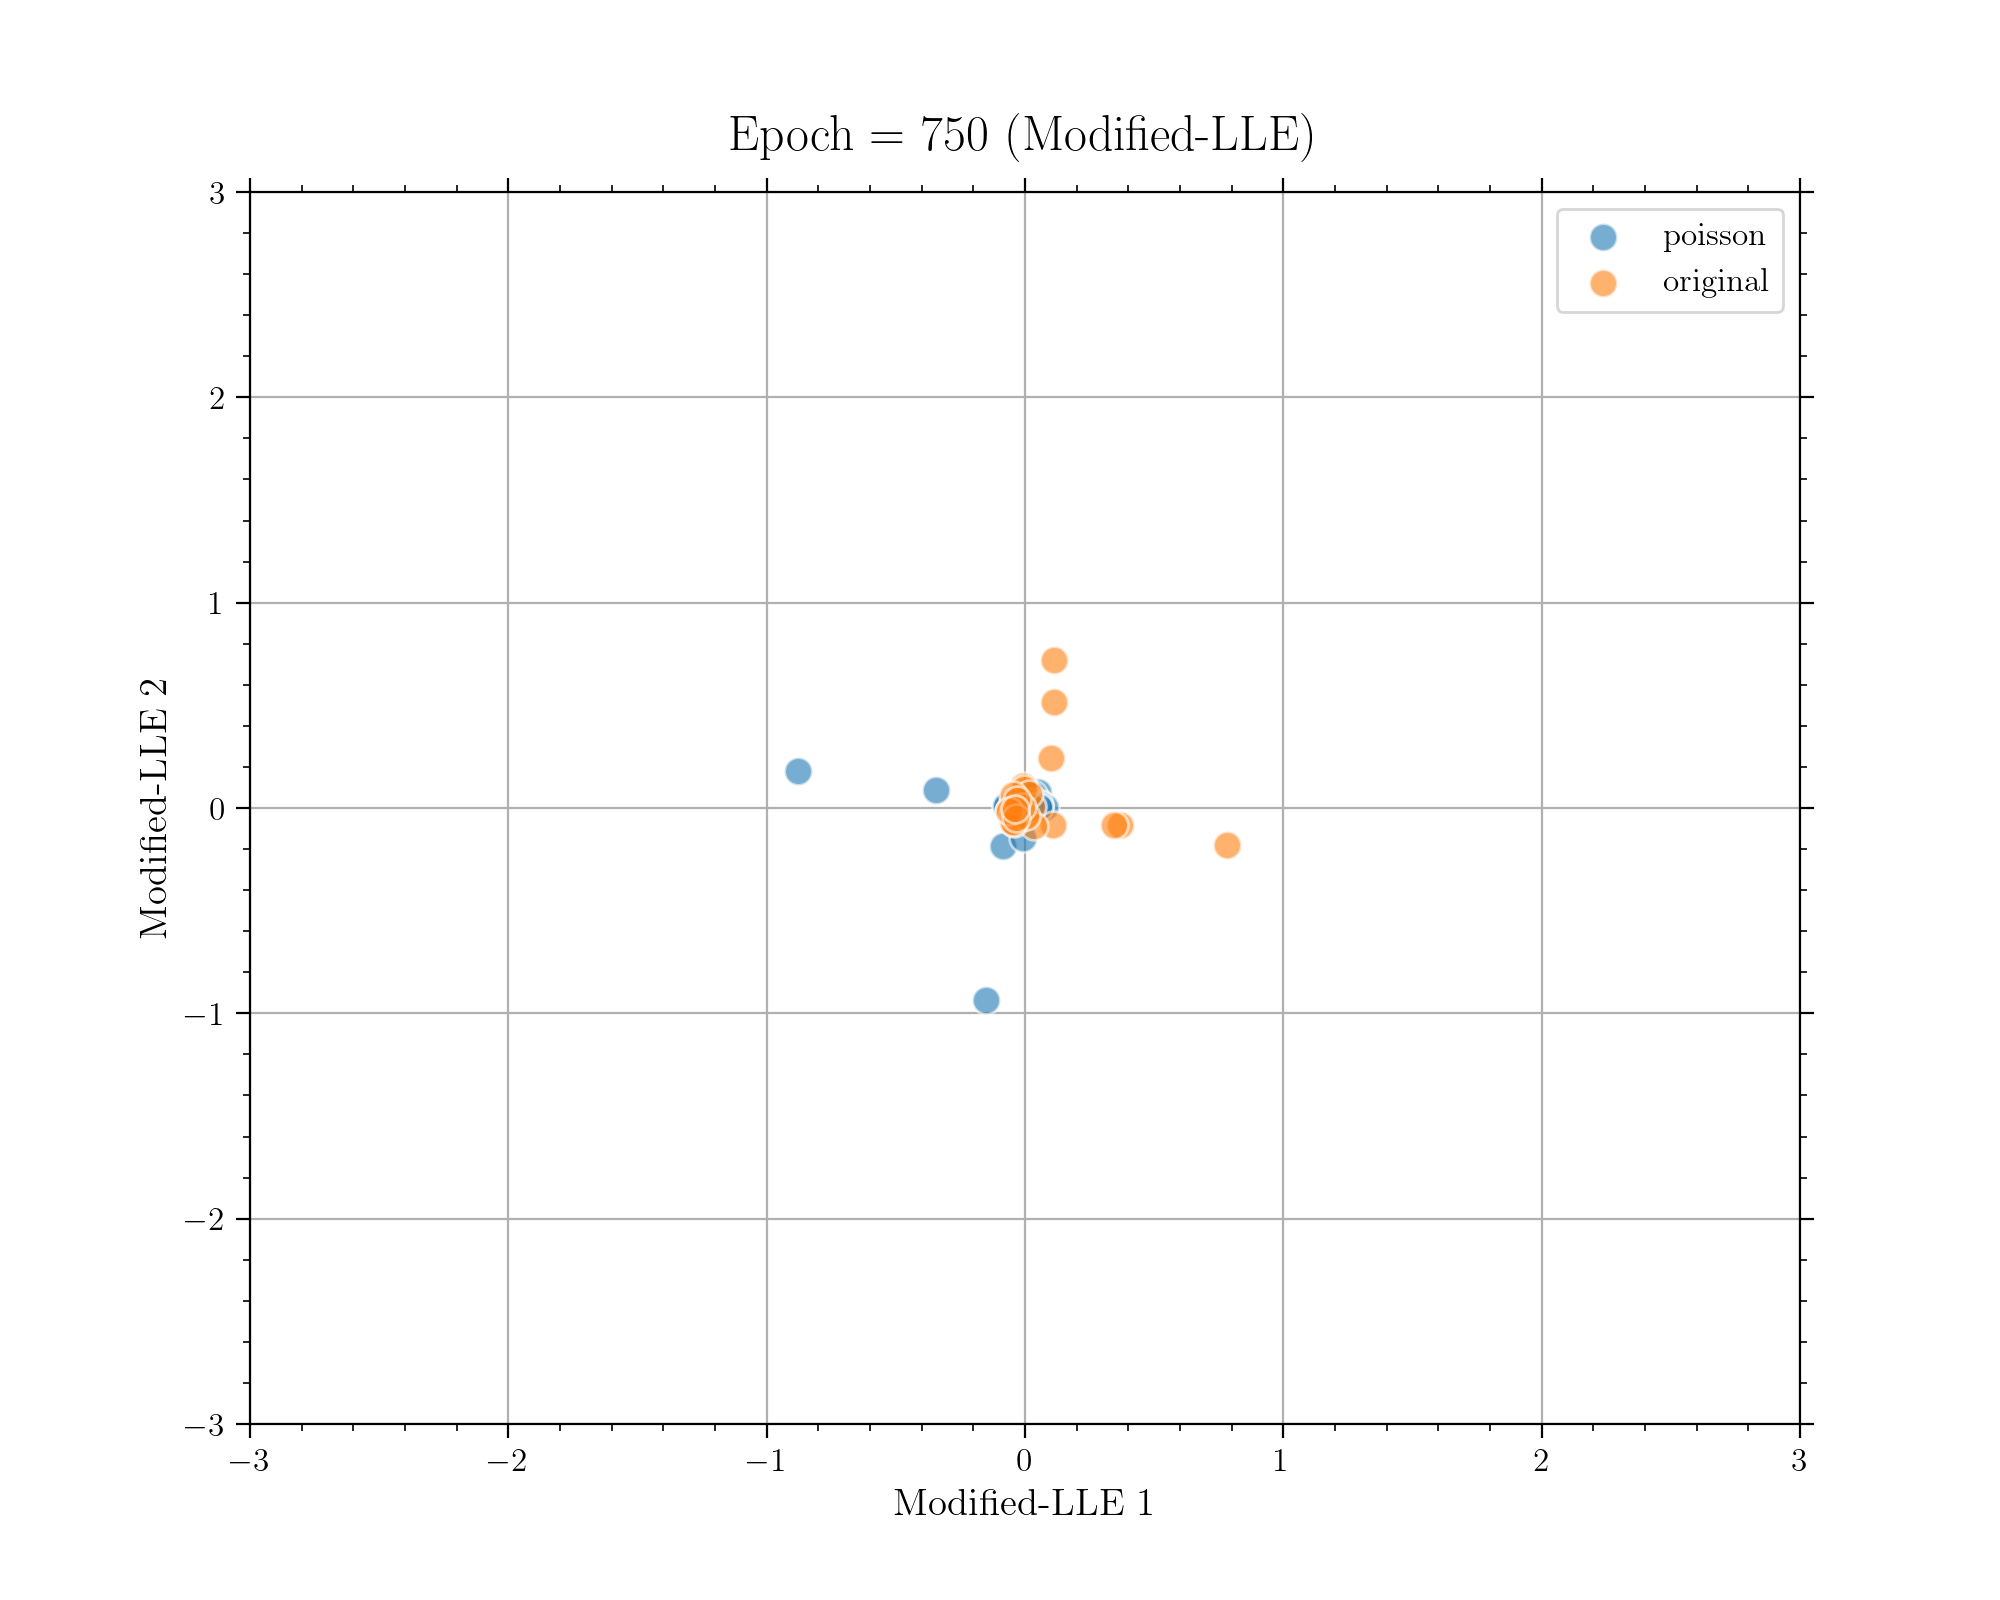 Epoch = 750 (Modified-LLE)
poisson
original
3
2
1
0
−1
−2
−3
Modified-LLE 2
−3 −2 −1 0 1 2 3
Modified-LLE 1